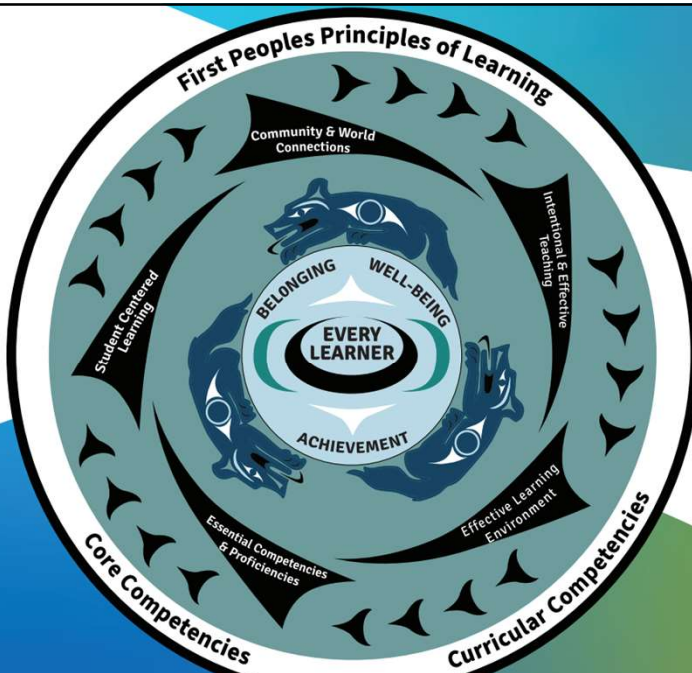 First Peoples Principles of Learning
Community & World
Connections
Intentional & Effective
Teaching
Student Centered
Learning
BELONGING
WELL-BEING
EVERY
LEARNER
ACHIEVEMENT
Essential Competencies
& Proficiencies
Effective Learning
Environment
Core Competencies
Curricular Competencies